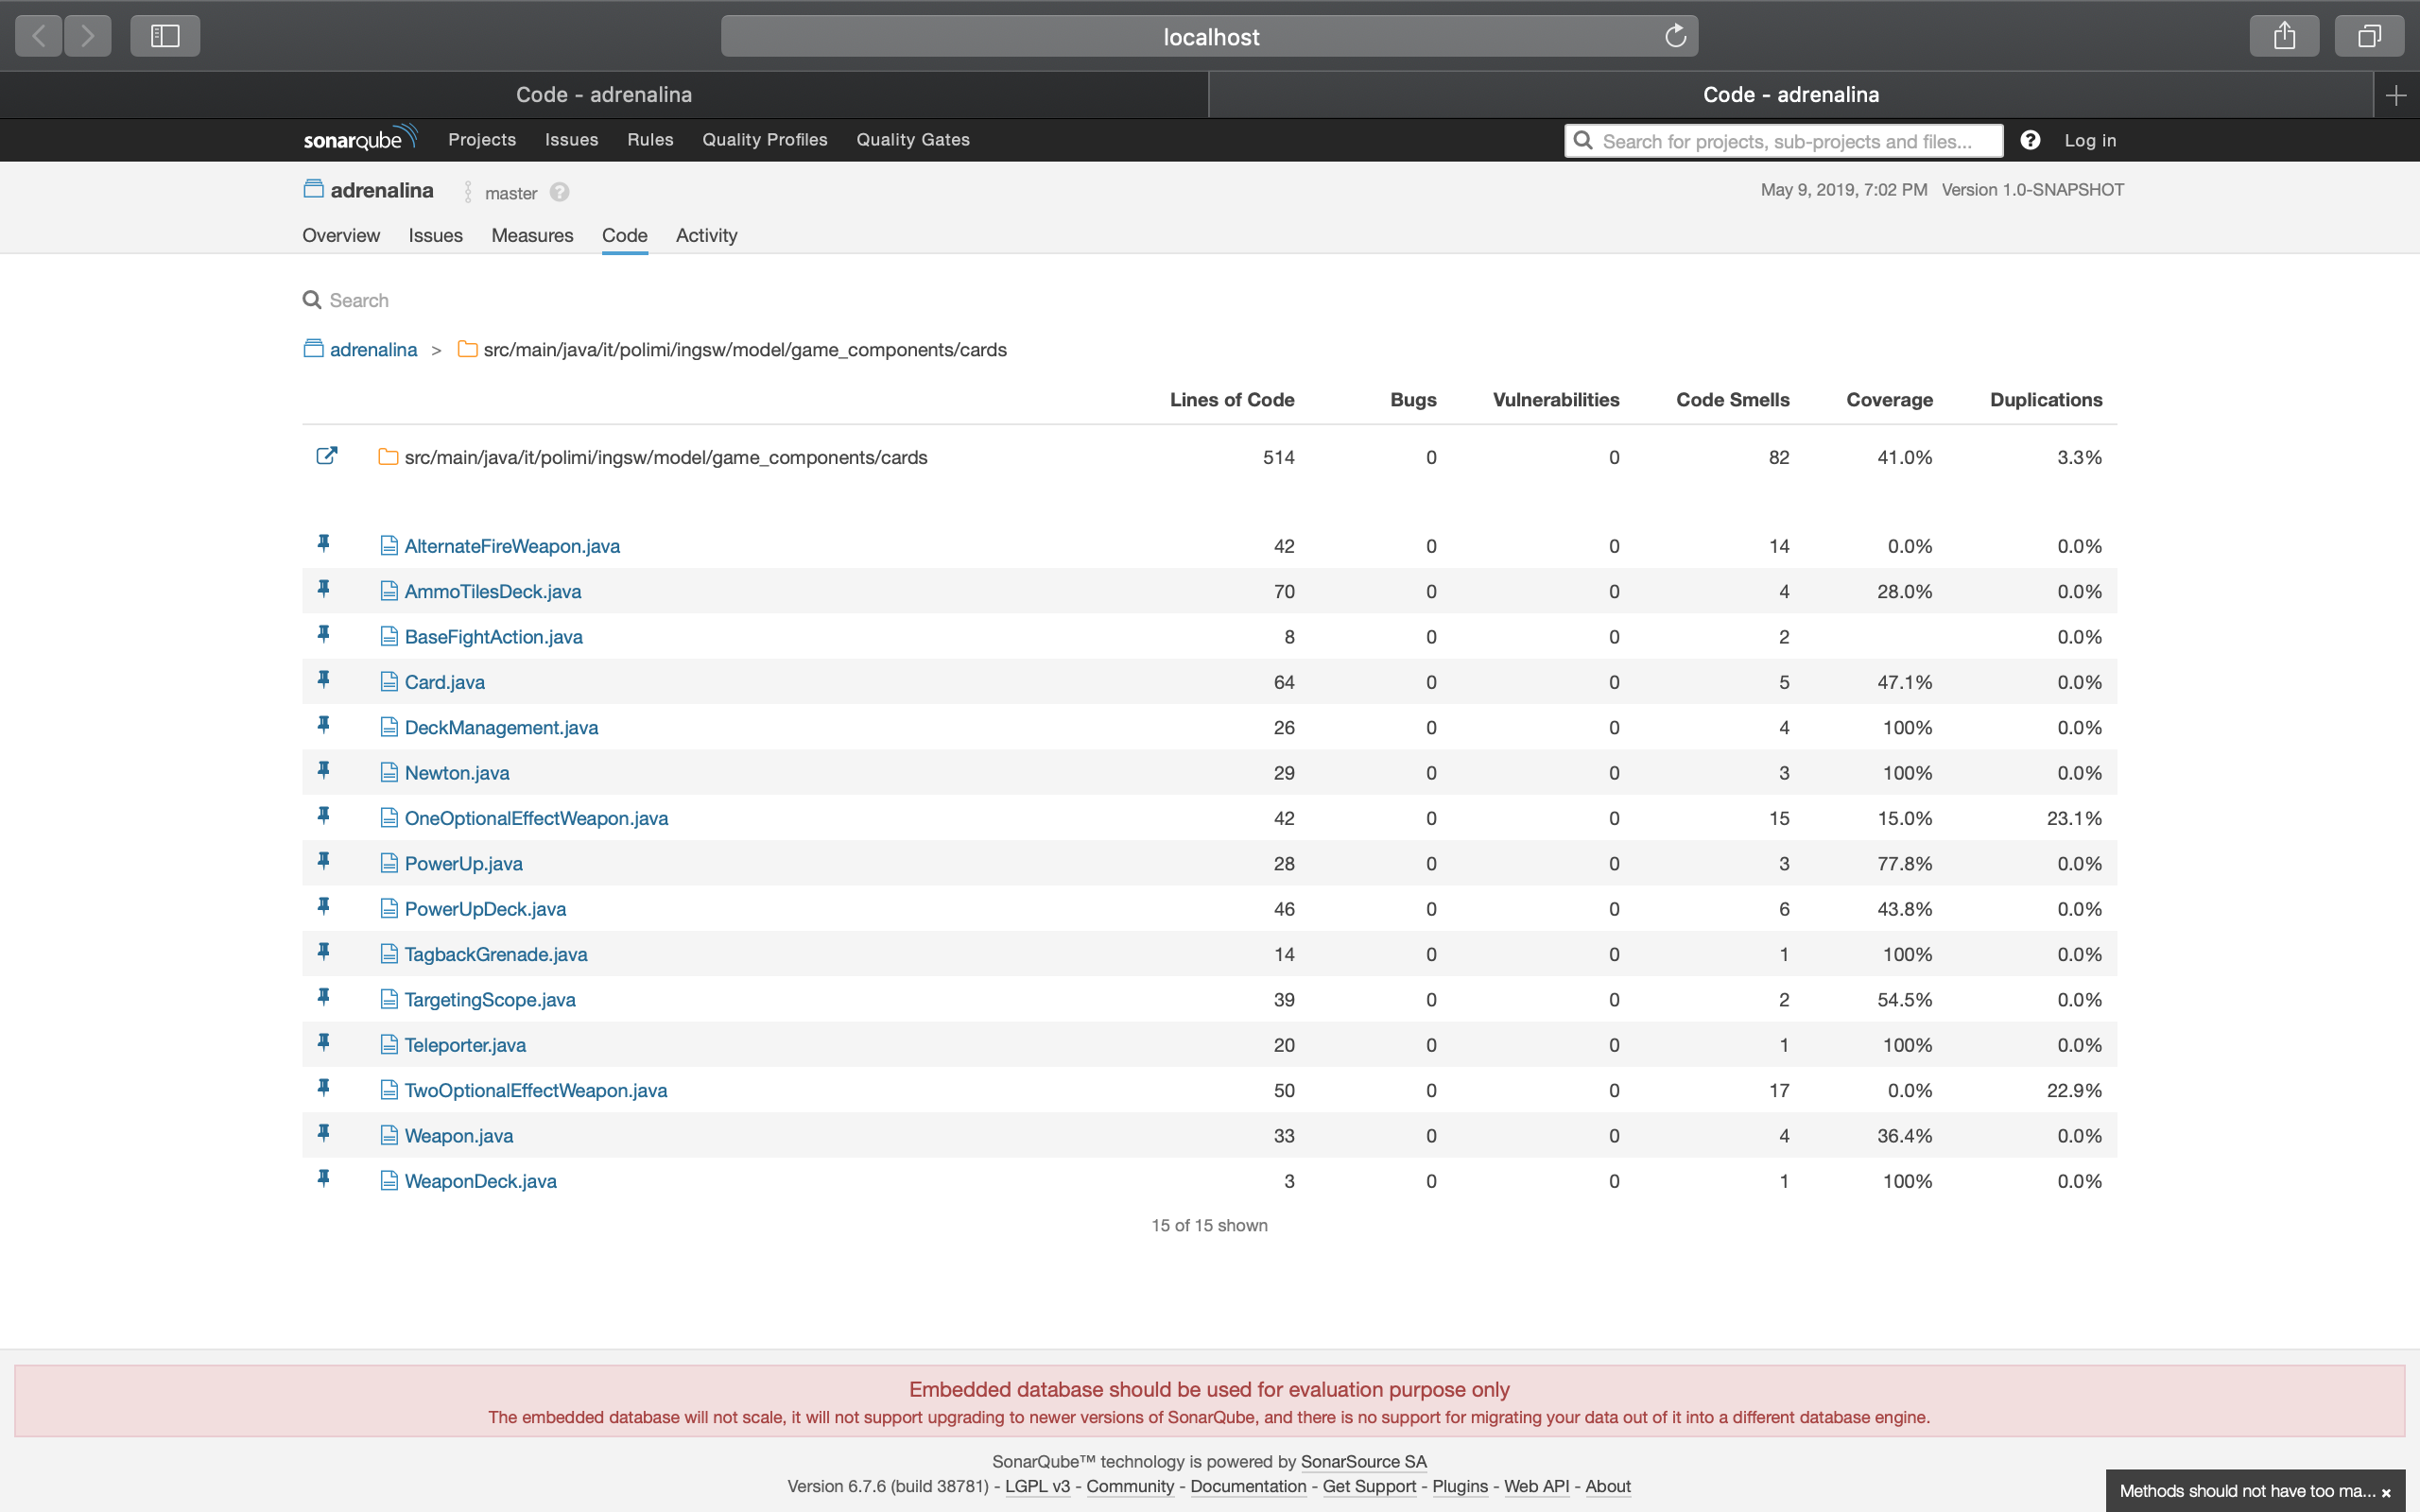 localhost
Code - adrenalina
Code - adrenalina
sonarqube Projects Issues Rules Quality Profiles Quality Gates Search for projects, sub-projects and files... Log in
adrenalina master May 9, 2019, 7:02 PM Version 1.0-SNAPSHOT
Overview Issues Measures Code Activity
Search
adrenalina > src/main/java/it/polimi/ingsw/model/game_components/cards
Lines of Code Bugs Vulnerabilities Code Smells Coverage Duplications
src/main/java/it/polimi/ingsw/model/game_components/cards 514 0 0 82 41.0% 3.3%
AlternateFireWeapon.java 42 0 0 14 0.0% 0.0%
AmmoTilesDeck.java 70 0 0 4 28.0% 0.0%
BaseFightAction.java 8 0 0 2 0.0%
Card.java 64 0 0 5 47.1% 0.0%
DeckManagement.java 26 0 0 4 100% 0.0%
Newton.java 29 0 0 3 100% 0.0%
OneOptionalEffectWeapon.java 42 0 0 15 15.0% 23.1%
PowerUp.java 28 0 0 3 77.8% 0.0%
PowerUpDeck.java 46 0 0 6 43.8% 0.0%
TagbackGrenade.java 14 0 0 1 100% 0.0%
TargetingScope.java 39 0 0 2 54.5% 0.0%
Teleporter.java 20 0 0 1 100% 0.0%
TwoOptionalEffectWeapon.java 50 0 0 17 0.0% 22.9%
Weapon.java 33 0 0 4 36.4% 0.0%
WeaponDeck.java 3 0 0 1 100% 0.0%
15 of 15 shown
Embedded database should be used for evaluation purpose only
The embedded database will not scale, it will not support upgrading to newer versions of SonarQube, and there is no support for migrating your data out of it into a different database engine.
SonarQube™ technology is powered by SonarSource SA
Version 6.7.6 (build 38781) - LGPL v3 - Community - Documentation - Get Support - Plugins - Web API - About
Methods should not have too ma... ×